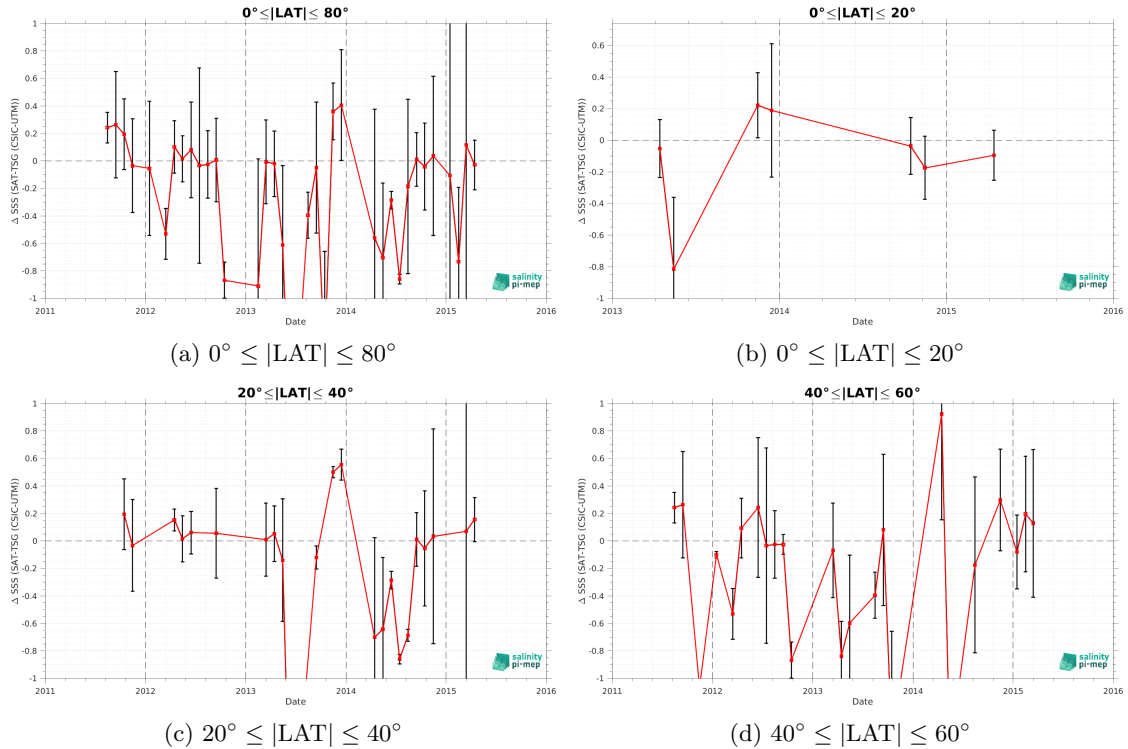 0°≤|LAT|≤ 80°
Δ SSS (SAT-TSG (CSIC-UTM))
1
0.8
0.6
0.4
0.2
0
-0.2
-0.4
-0.6
-0.8
-1
2011 2012 2013 2014 2015 2016
Date
salinity
pi-mep
(a) 0° ≤ |LAT| ≤ 80°
0°≤|LAT|≤ 20°
Δ SSS (SAT-TSG (CSIC-UTM))
0.6
0.4
0.2
0
-0.2
-0.4
-0.6
-0.8
-1
2013 2014 2015 2016
Date
salinity
pi-mep
(b) 0° ≤ |LAT| ≤ 20°
20°≤|LAT|≤ 40°
Δ SSS (SAT-TSG (CSIC-UTM))
1
0.8
0.6
0.4
0.2
0
-0.2
-0.4
-0.6
-0.8
-1
2011 2012 2013 2014 2015 2016
Date
salinity
pi-mep
(c) 20° ≤ |LAT| ≤ 40°
40°≤|LAT|≤ 60°
Δ SSS (SAT-TSG (CSIC-UTM))
1
0.8
0.6
0.4
0.2
0
-0.2
-0.4
-0.6
-0.8
-1
2011 2012 2013 2014 2015 2016
Date
salinity
pi-mep
(d) 40° ≤ |LAT| ≤ 60°